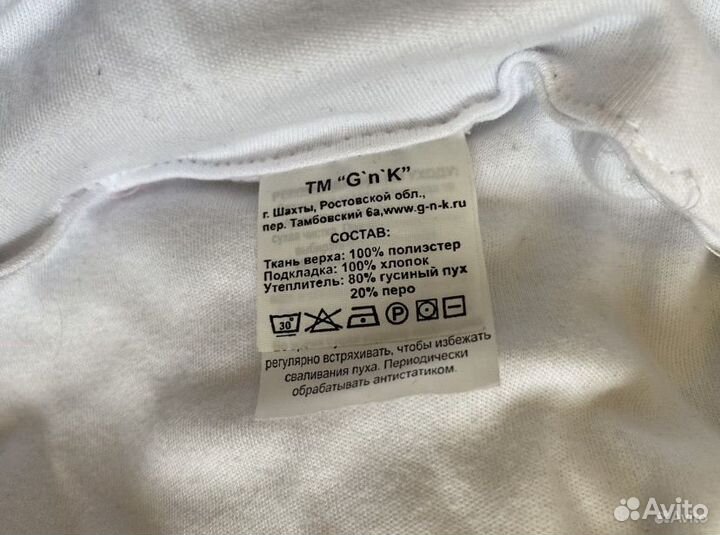 ТМ “G`n`K”
г. Шахты, Ростовской обл.,
пер. Тамбовский 6а,www.g-n-k.ru
СОСТАВ:
Ткань верха: 100% полиэстер
Подкладка: 100% хлопок
Утеплитель: 80% гусиный пух
20% перо
30°
P
регулярно встряхивать, чтобы избежать
сваливания пуха. Периодически
обрабатывать антистатиком.
Avito